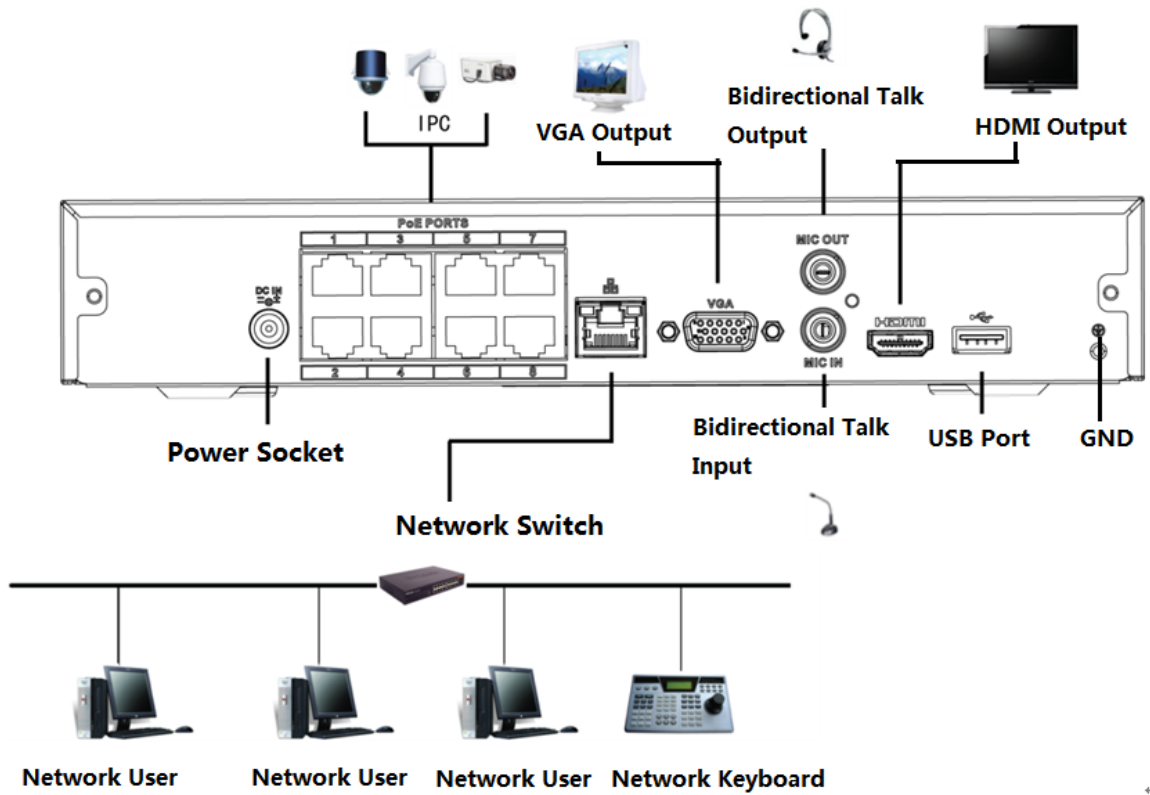 IPC
VGA Output
Bidirectional Talk
Output
HDMI Output
PoE PORTS
1 3 5 7
MIC OUT
DC IN
VGA
HDMI
MIC IN
2 4 6 8
Power Socket
Bidirectional Talk
Input
USB Port
GND
Network Switch
Network User
Network User
Network User
Network Keyboard